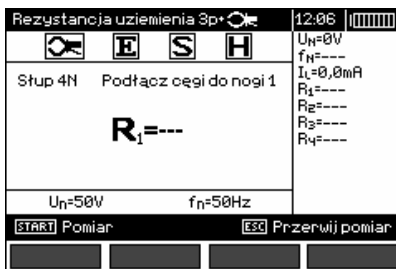 Rezystancja uziemienia 3p+
12:06
E S H
Słup 4N Podłącz cęgi do nogi 1
R1=---
UN=0V
fN=---
IL=0,0mA
R1=---
R2=---
R3=---
R4=---
Un=50V fn=50Hz
START Pomiar
ESC Przerwij pomiar